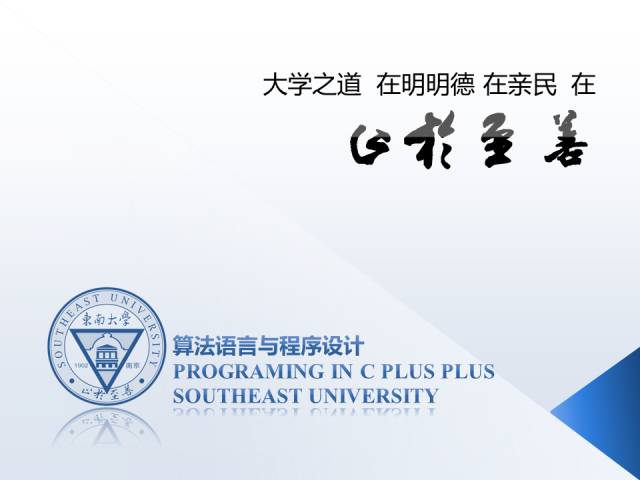 大学之道 在明明德 在亲民 在
止於至善
SOUTHEAST UNIVERSITY
東南大學
1902 南京
止於至善
算法语言与程序设计
PROGRAMING IN C PLUS PLUS
SOUTHEAST UNIVERSITY